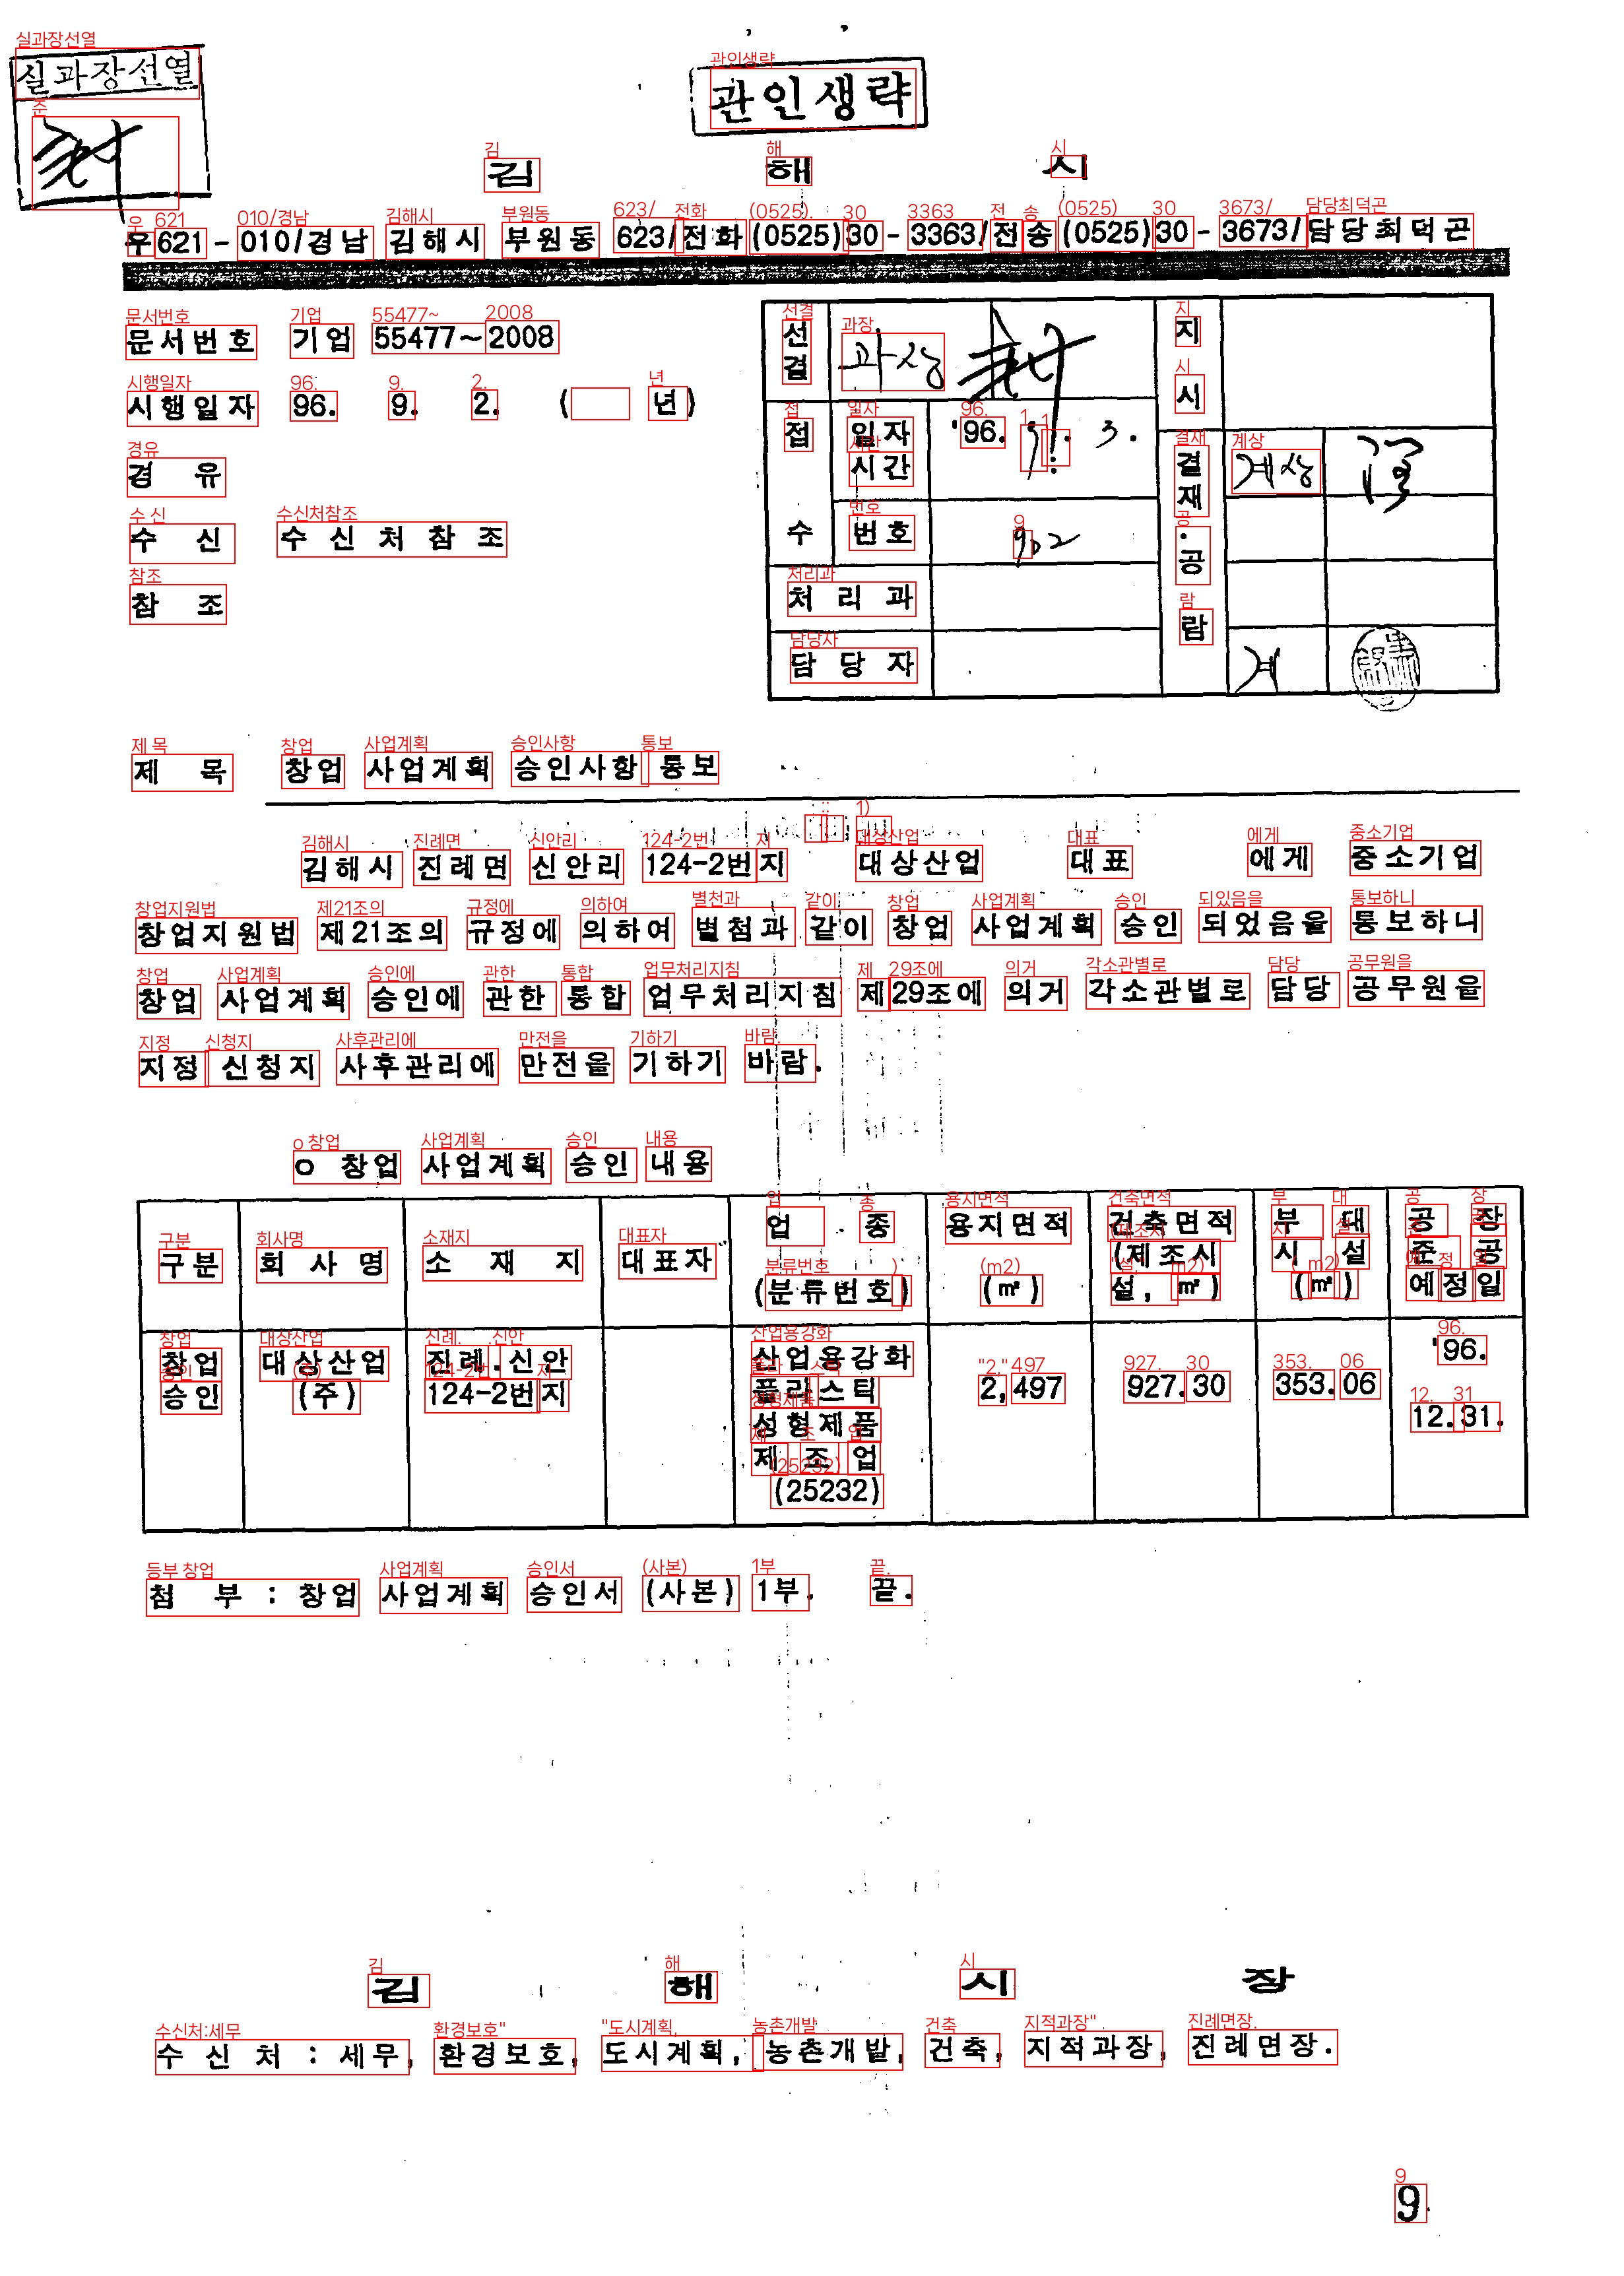 실과장선열
관인생략
김 해 시
우621-010/경남 김해시 부원동 623/전화(0525)30-3363/전송(0525)30-3673/담당최덕곤
문서번호 기업 55477~2008
시행일자 96. 9. 2. ( 년)
경 유
수 신 수 신 처 참 조
참 조
선결 과장 지시
접수 일자 시간 '96. 9. 3.
번호 902
결재·공람 계장
처 리 과
담 당 자 계
제 목 창업 사업계획 승인사항 통보
김해시 진례면 신안리 124-2번지 대상산업 대표 에게 중소기업
창업지원법 제21조의 규정에 의하여 별첨과 같이 창업 사업계획 승인 되었음을 통보하니
창업 사업계획 승인에 관한 통합 업무처리지침 제29조에 의거 각소관별로 담당 공무원을
지정 신청지 사후관리에 만전을 기하기 바람.
o 창업 사업계획 승인 내용
구분 회 사 명 소 재 지 대표자 업 종 (분류번호) 용지면적 (㎡) 건축면적 (제조시설, ㎡) 부 대 시 설 (㎡) 공 장 준 공 예정일
창업 승인 대상산업 (주) 진례.신안 124-2번지 산업용강화 플라스틱 성형제품 제 조 업 (25232) 2,497 927.30 353.06 '96. 12.31.
첨 부 : 창업 사업계획 승인서 (사본) 1부. 끝.
김 해 시 장
수 신 처 : 세무, 환경보호, 도시계획, 농촌개발, 건축, 지적과장, 진례면장.
9